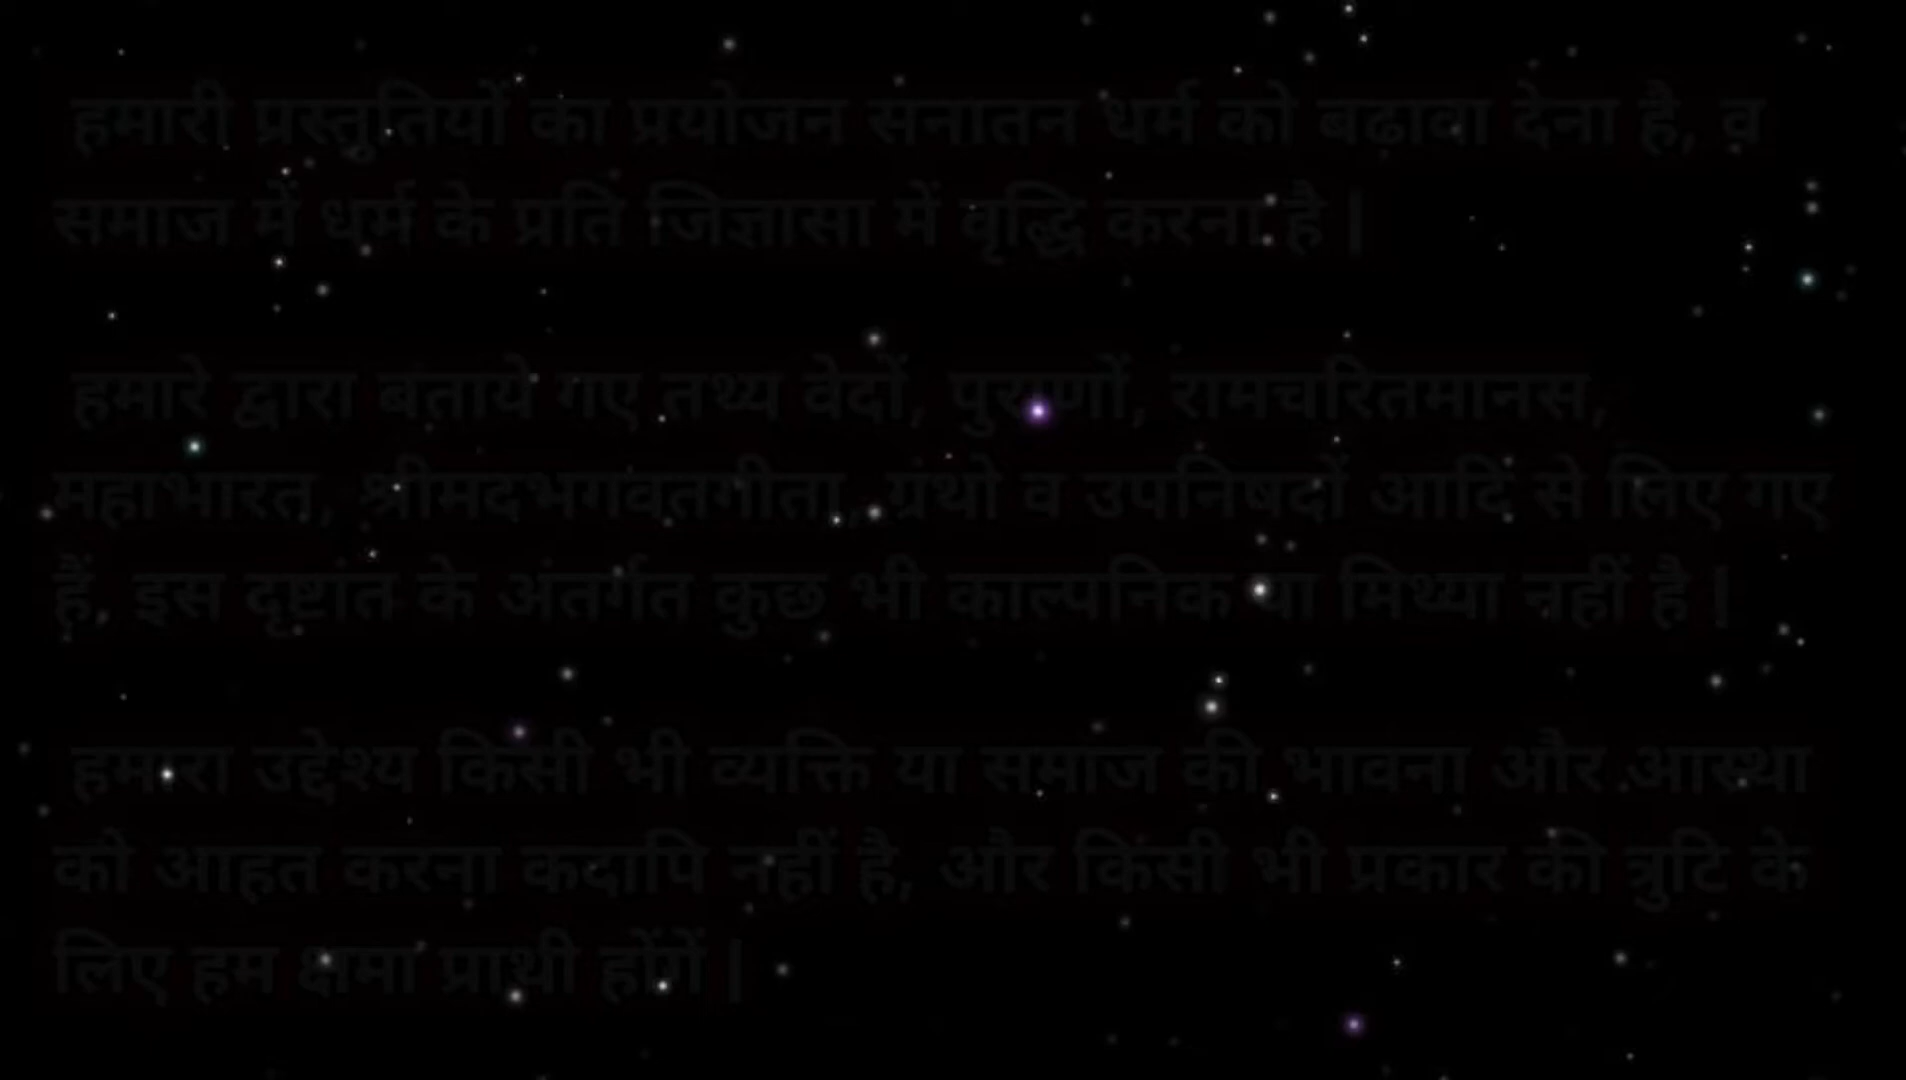 हमारी प्रस्तुतियों का प्रयोजन सनातन धर्म को बढावा देना है, व
समाज में धर्म के प्रति जिज्ञासा में वृद्धि करना है |
हमारे द्वारा बताये गए तथ्य वेदों, पुराणों, रामचरितमानस,
महाभारत, श्रीमदभगवतगीता, ग्रंथो व उपनिषदों आदि से लिए गए
हैं, इस दृष्टांत के अंतर्गत कुछ भी काल्पनिक या मिथ्या नहीं है |
हमारा उद्देश्य किसी भी व्यक्ति या समाज की भावना और आस्था
को आहत करना कदापि नहीं है, और किसी भी प्रकार की त्रुटि के
लिए हम क्षमा प्रार्थी होंगें |